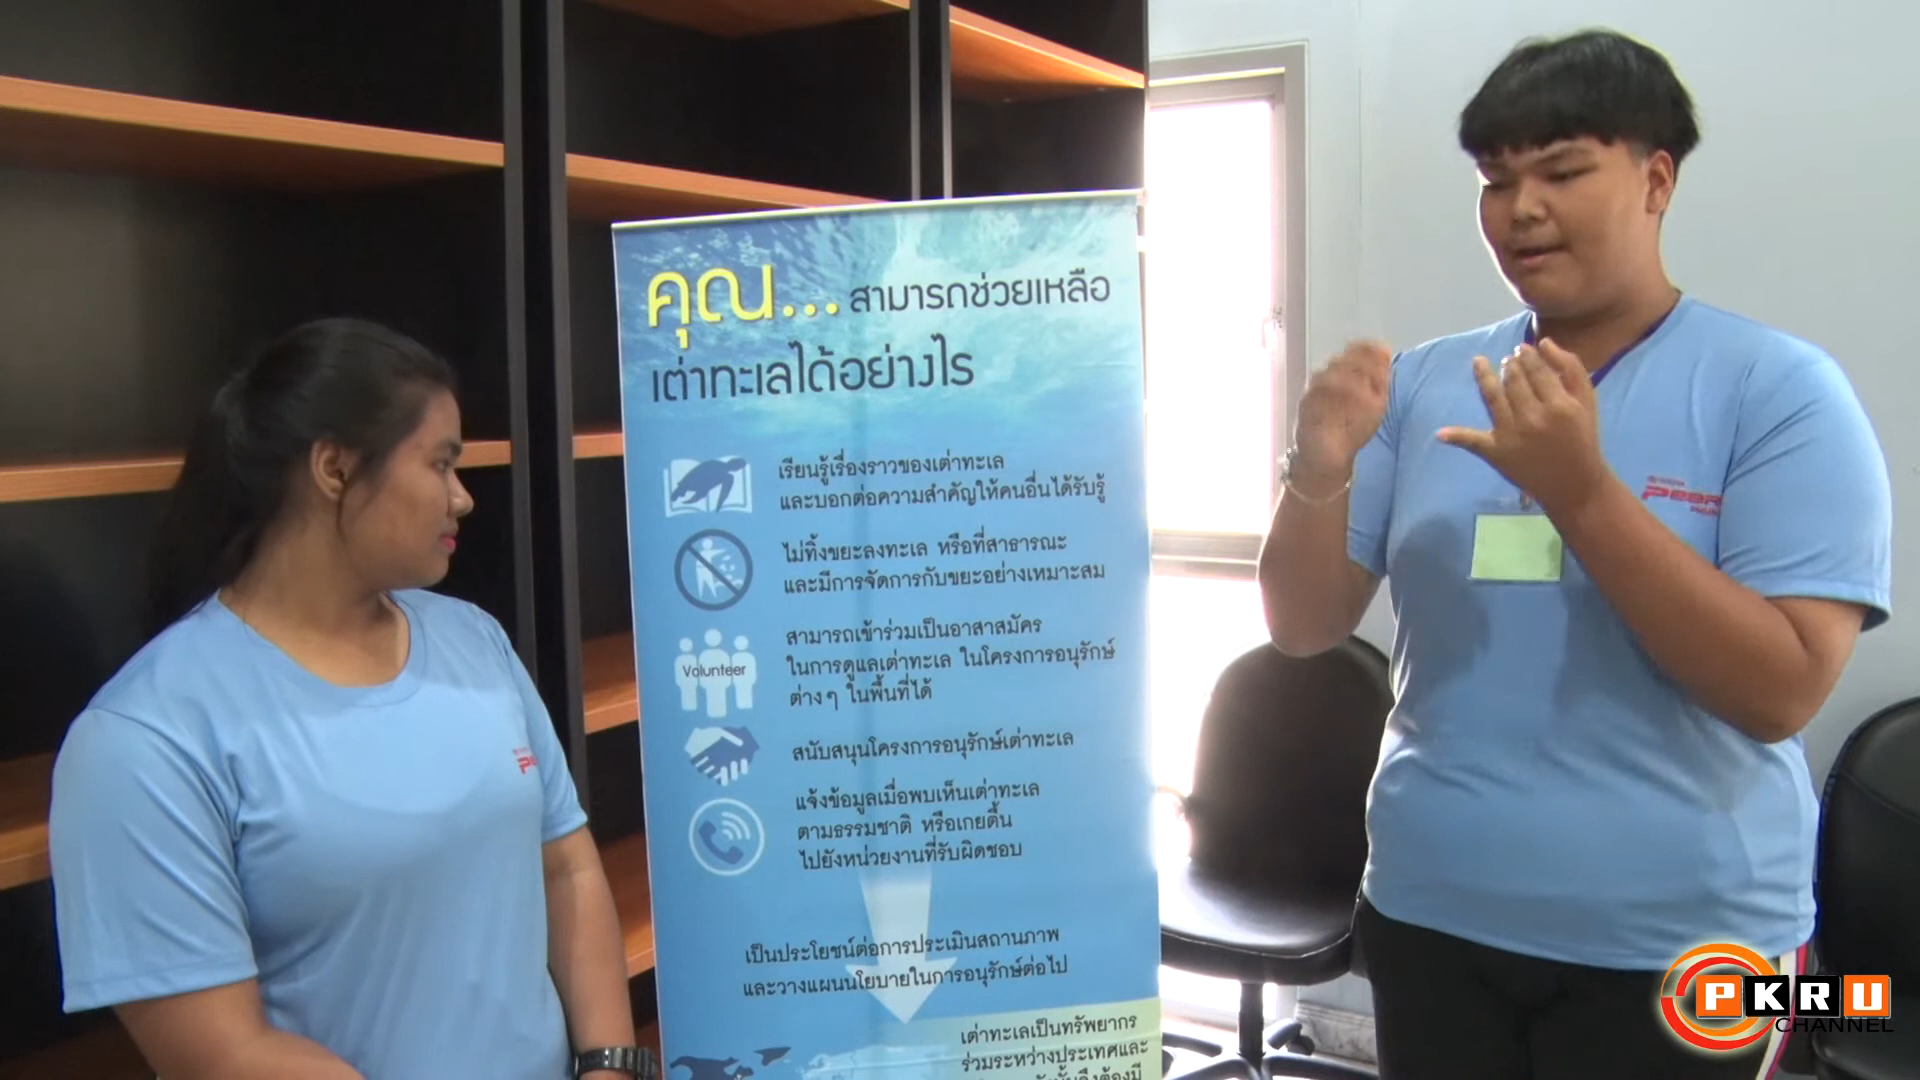 คุณ... สามารถช่วยเหลือ
เต่าทะเลได้อย่างไร
เรียนรู้เรื่องราวของเต่าทะเล
และบอกต่อความสำคัญให้คนอื่นได้รับรู้
ไม่ทิ้งขยะลงทะเล หรือที่สาธารณะ
และมีการจัดการกับขยะอย่างเหมาะสม
Volunteer
สามารถเข้าร่วมเป็นอาสาสมัคร
ในการดูแลเต่าทะเล ในโครงการอนุรักษ์
ต่างๆ ในพื้นที่ได้
สนับสนุนโครงการอนุรักษ์เต่าทะเล
แจ้งข้อมูลเมื่อพบเห็นเต่าทะเล
ตามธรรมชาติ หรือเกยตื้น
ไปยังหน่วยงานที่รับผิดชอบ
เป็นประโยชน์ต่อการประเมินสถานภาพ
และวางแผนนโยบายในการอนุรักษ์ต่อไป
เต่าทะเลเป็นทรัพยากร
ร่วมระหว่างประเทศและ
PKRU
CHANNEL